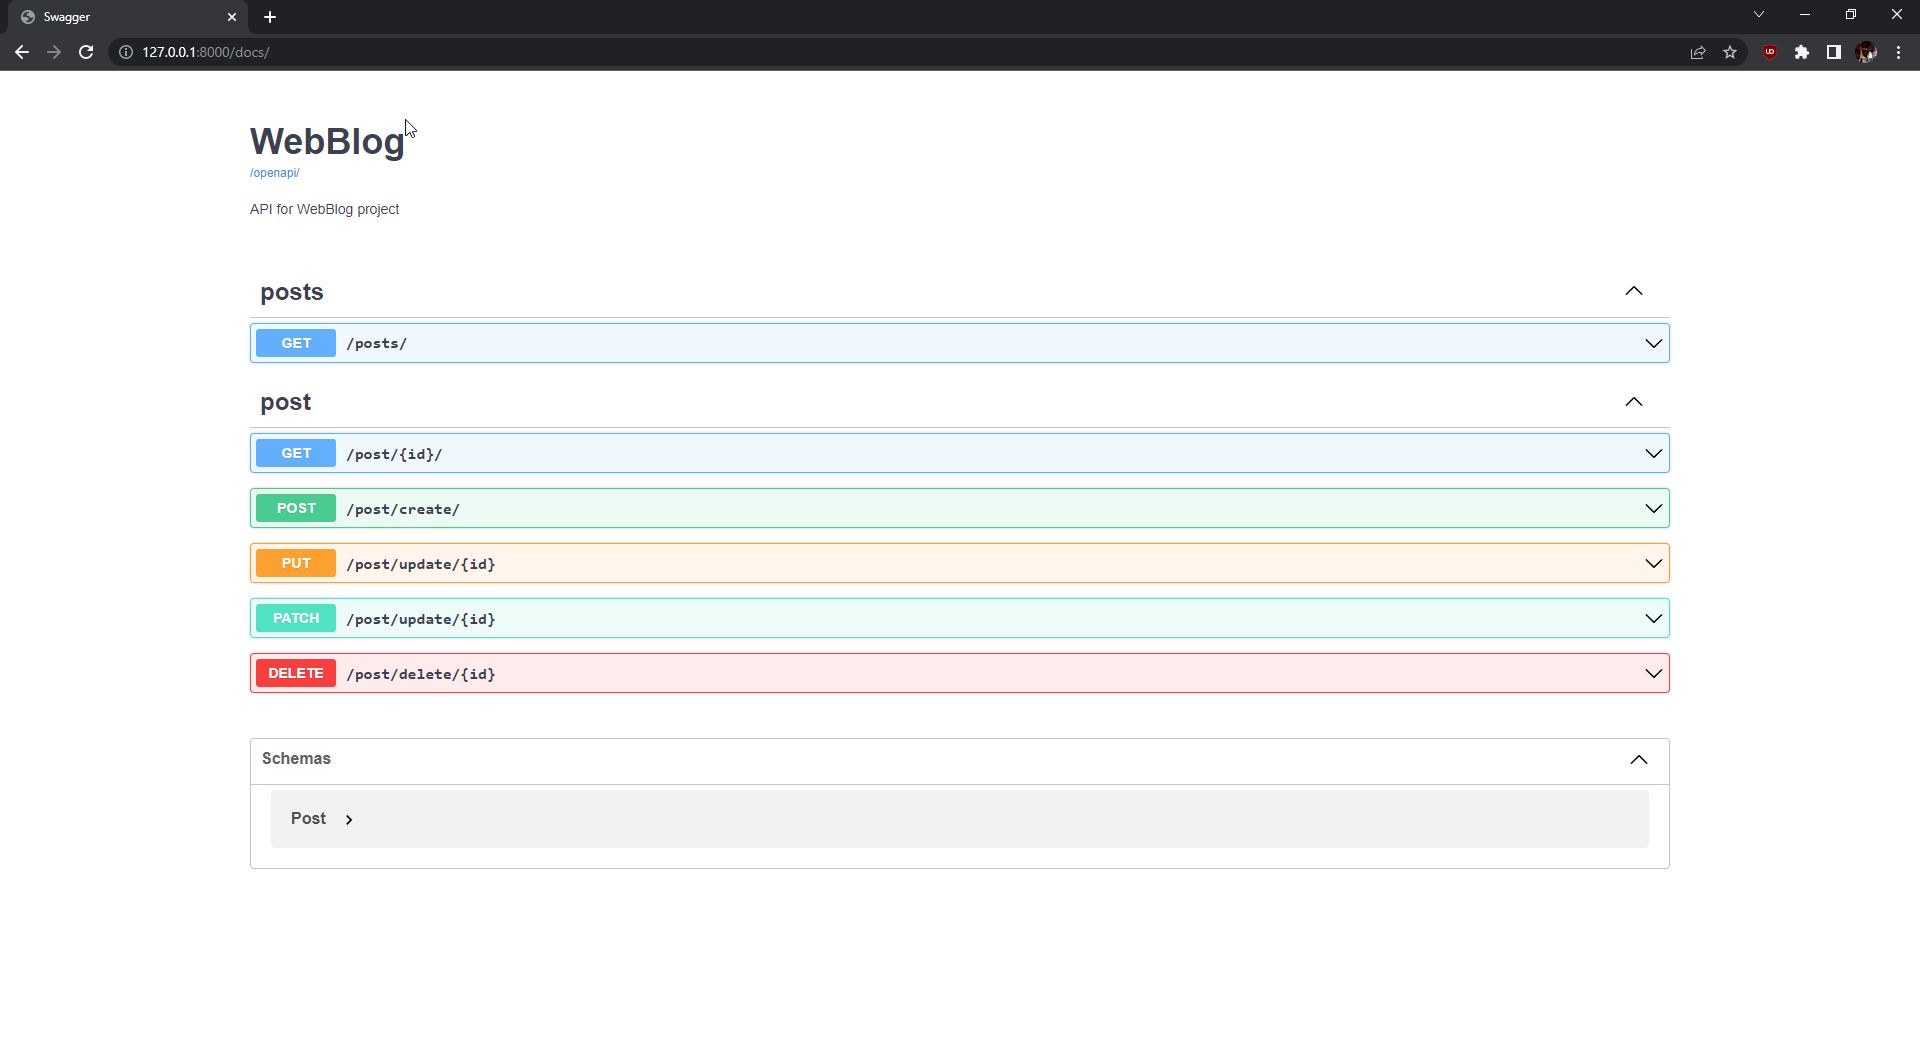 Swagger
127.0.0.1:8000/docs/
WebBlog
/openapi/
API for WebBlog project
posts
GET /posts/
post
GET /post/{id}/
POST /post/create/
PUT /post/update/{id}
PATCH /post/update/{id}
DELETE /post/delete/{id}
Schemas
Post